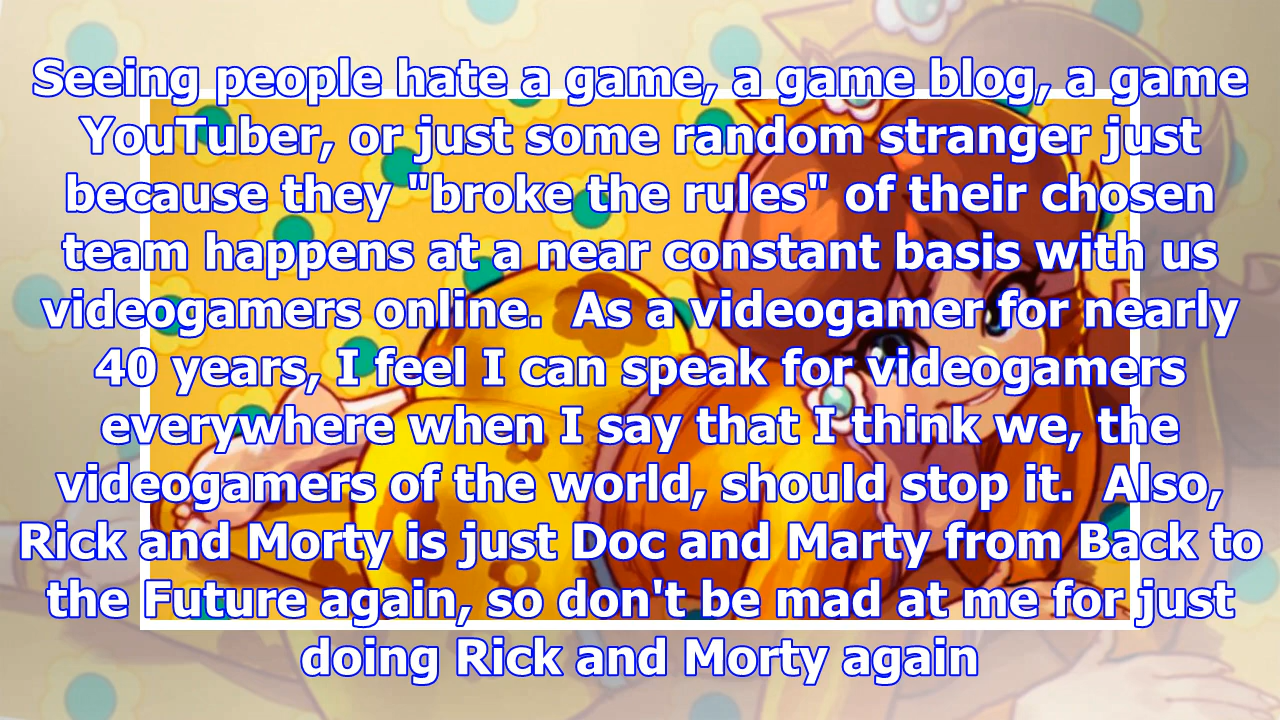 Seeing people hate a game, a game blog, a game
YouTuber, or just some random stranger just
because they "broke the rules" of their chosen
team happens at a near constant basis with us
videogamers online.  As a videogamer for nearly
40 years, I feel I can speak for videogamers
everywhere when I say that I think we, the
videogamers of the world, should stop it.  Also,
Rick and Morty is just Doc and Marty from Back to
the Future again, so don't be mad at me for just
doing Rick and Morty again